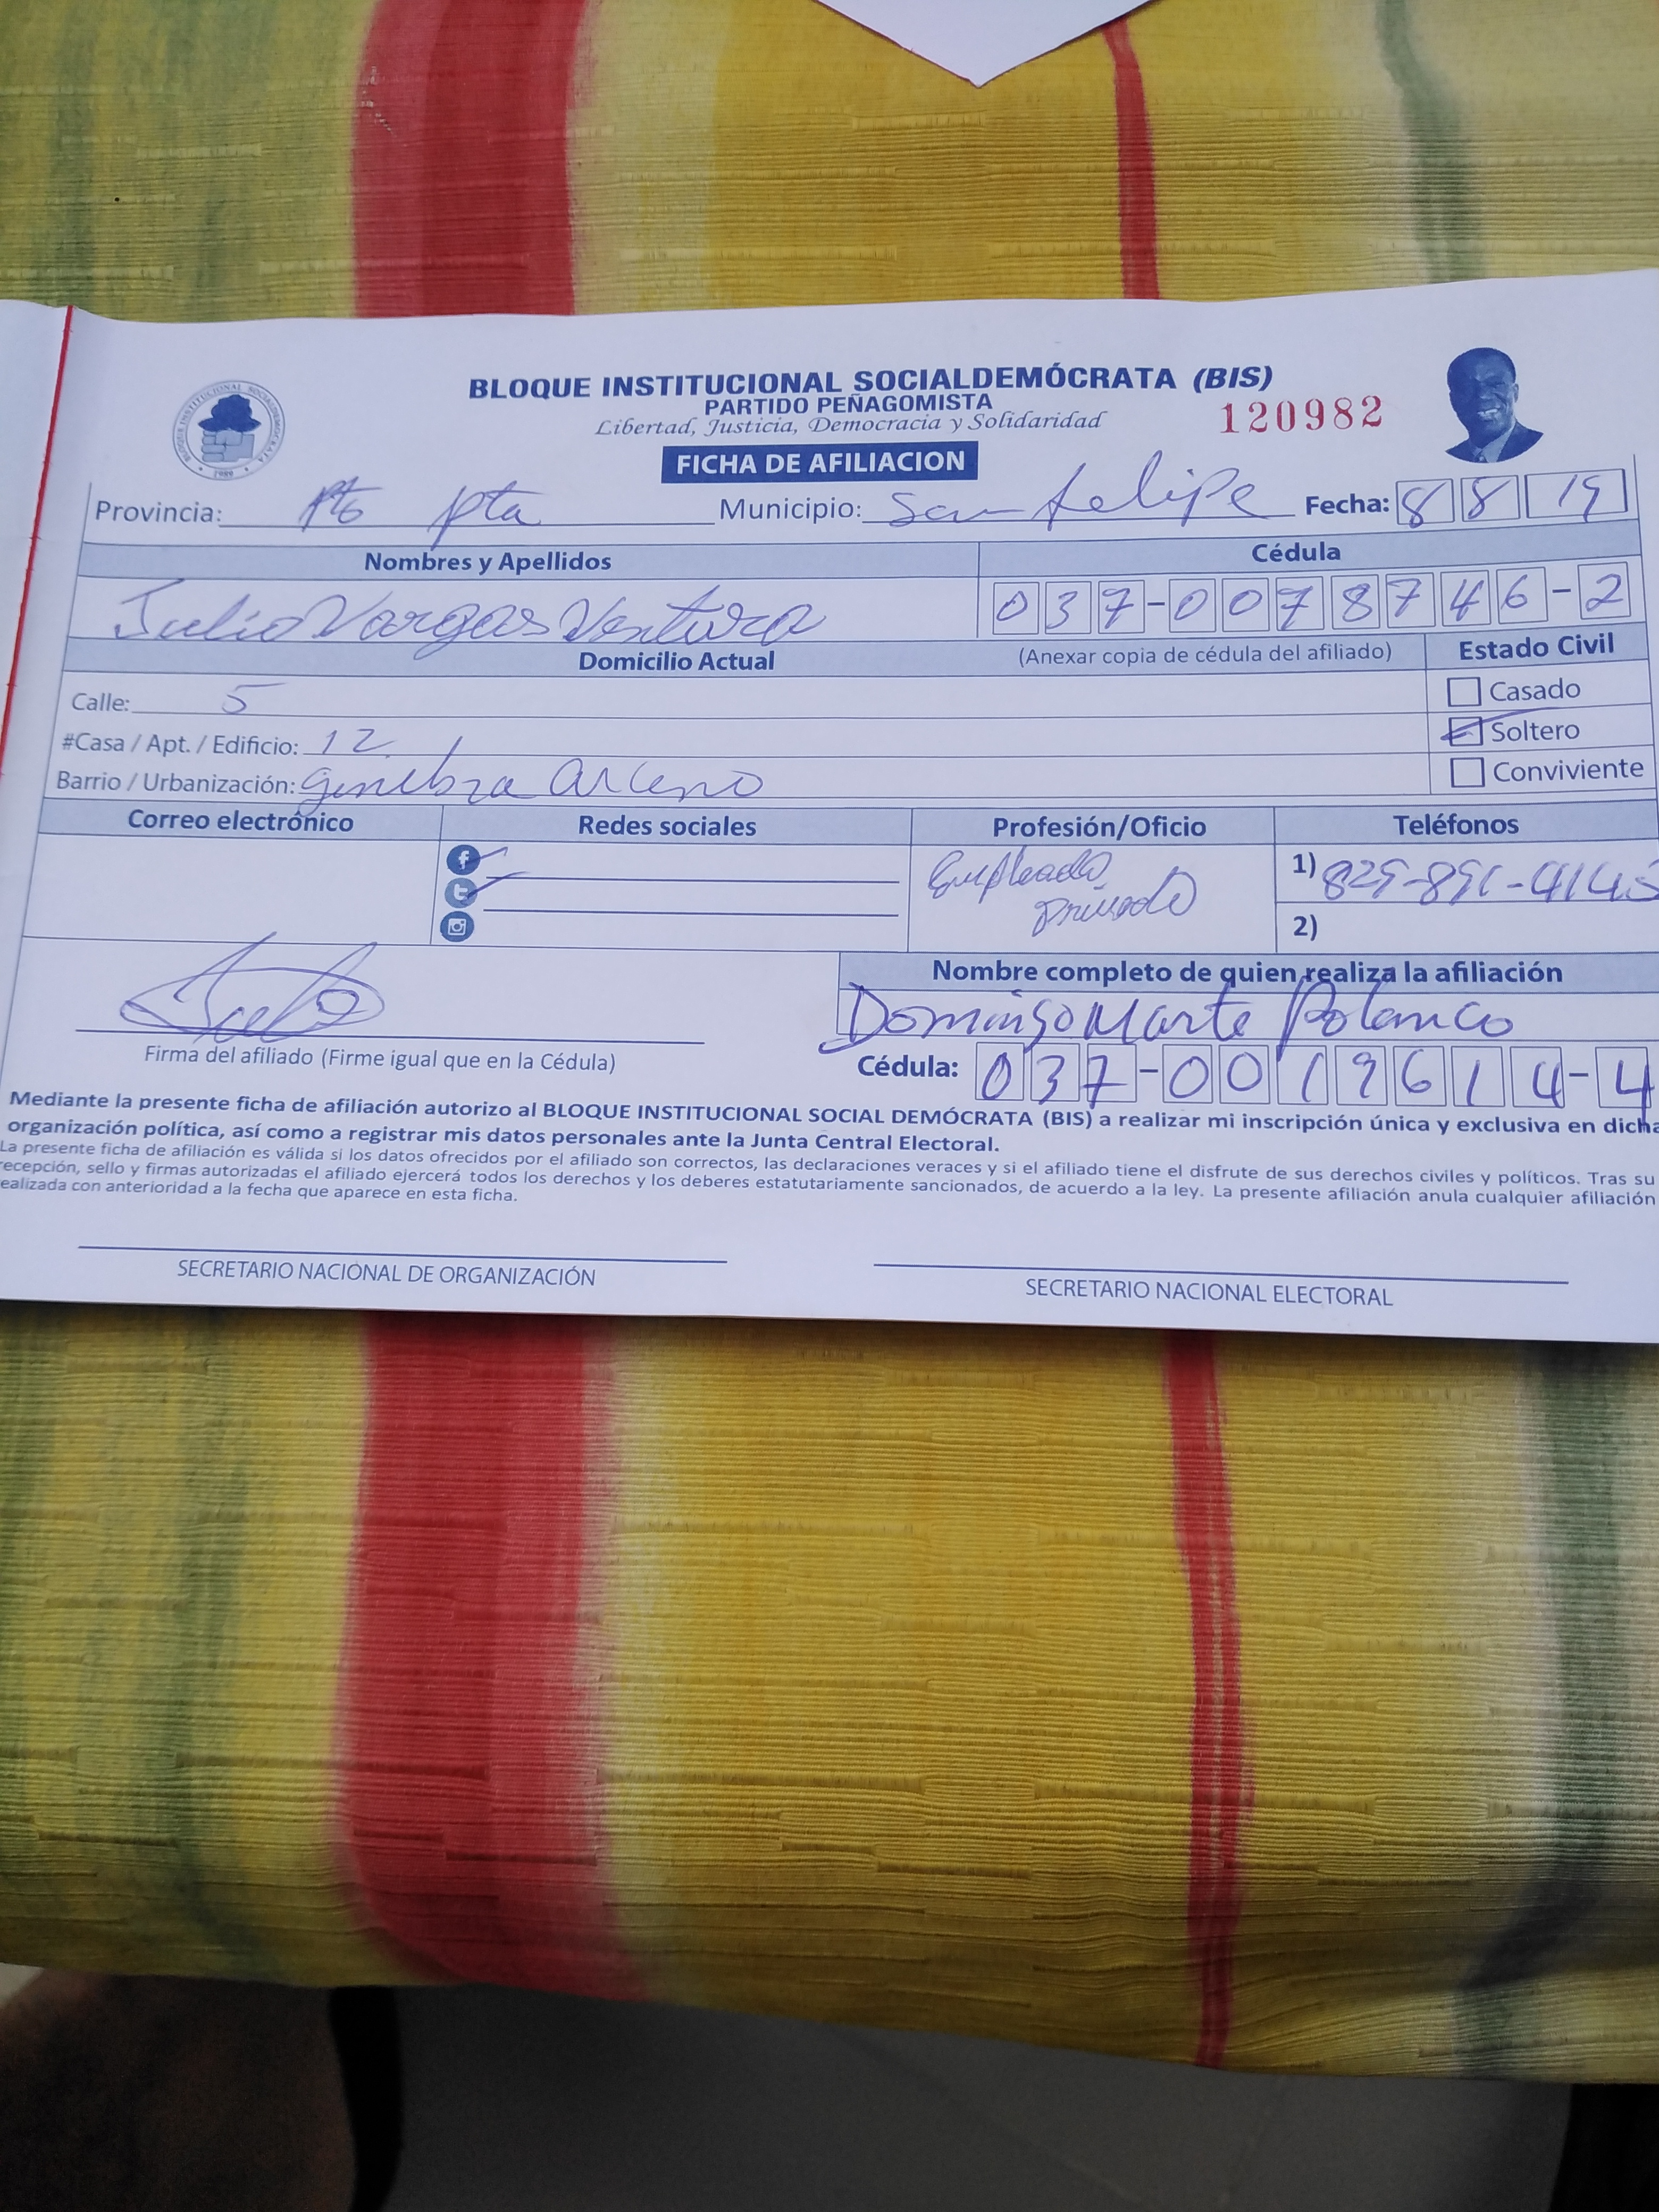 BLOQUE INSTITUCIONAL SOCIALDEMÓCRATA (BIS)
PARTIDO PEÑAGOMISTA
Libertad, Justicia, Democracia y Solidaridad
120982
BLOQUE INSTITUCIONAL SOCIALDEMOCRATA
1989
FICHA DE AFILIACION
Provincia: Pto pta Municipio: San felipe Fecha: 8 8 19
Nombres y Apellidos Cédula
Julio Vargas Ventura 037-0078746-2
Domicilio Actual (Anexar copia de cédula del afiliado) Estado Civil
Calle: 5 Casado
#Casa / Apt. / Edificio: 12 Soltero
Barrio / Urbanización: ginebra arceno Conviviente
Correo electrónico Redes sociales Profesión/Oficio Teléfonos
Empleado 1) 829-891-4145
privado 2)
Nombre completo de quien realiza la afiliación
Domingo Marte Polanco
Firma del afiliado (Firme igual que en la Cédula) Cédula: 037-0019614-4
Mediante la presente ficha de afiliación autorizo al BLOQUE INSTITUCIONAL SOCIAL DEMÓCRATA (BIS) a realizar mi inscripción única y exclusiva en dicha
organización política, así como a registrar mis datos personales ante la Junta Central Electoral.
La presente ficha de afiliación es válida si los datos ofrecidos por el afiliado son correctos, las declaraciones veraces y si el afiliado tiene el disfrute de sus derechos civiles y políticos. Tras su
recepción, sello y firmas autorizadas el afiliado ejercerá todos los derechos y los deberes estatutariamente sancionados, de acuerdo a la ley. La presente afiliación anula cualquier afiliación
ealizada con anterioridad a la fecha que aparece en esta ficha.
SECRETARIO NACIONAL DE ORGANIZACIÓN SECRETARIO NACIONAL ELECTORAL